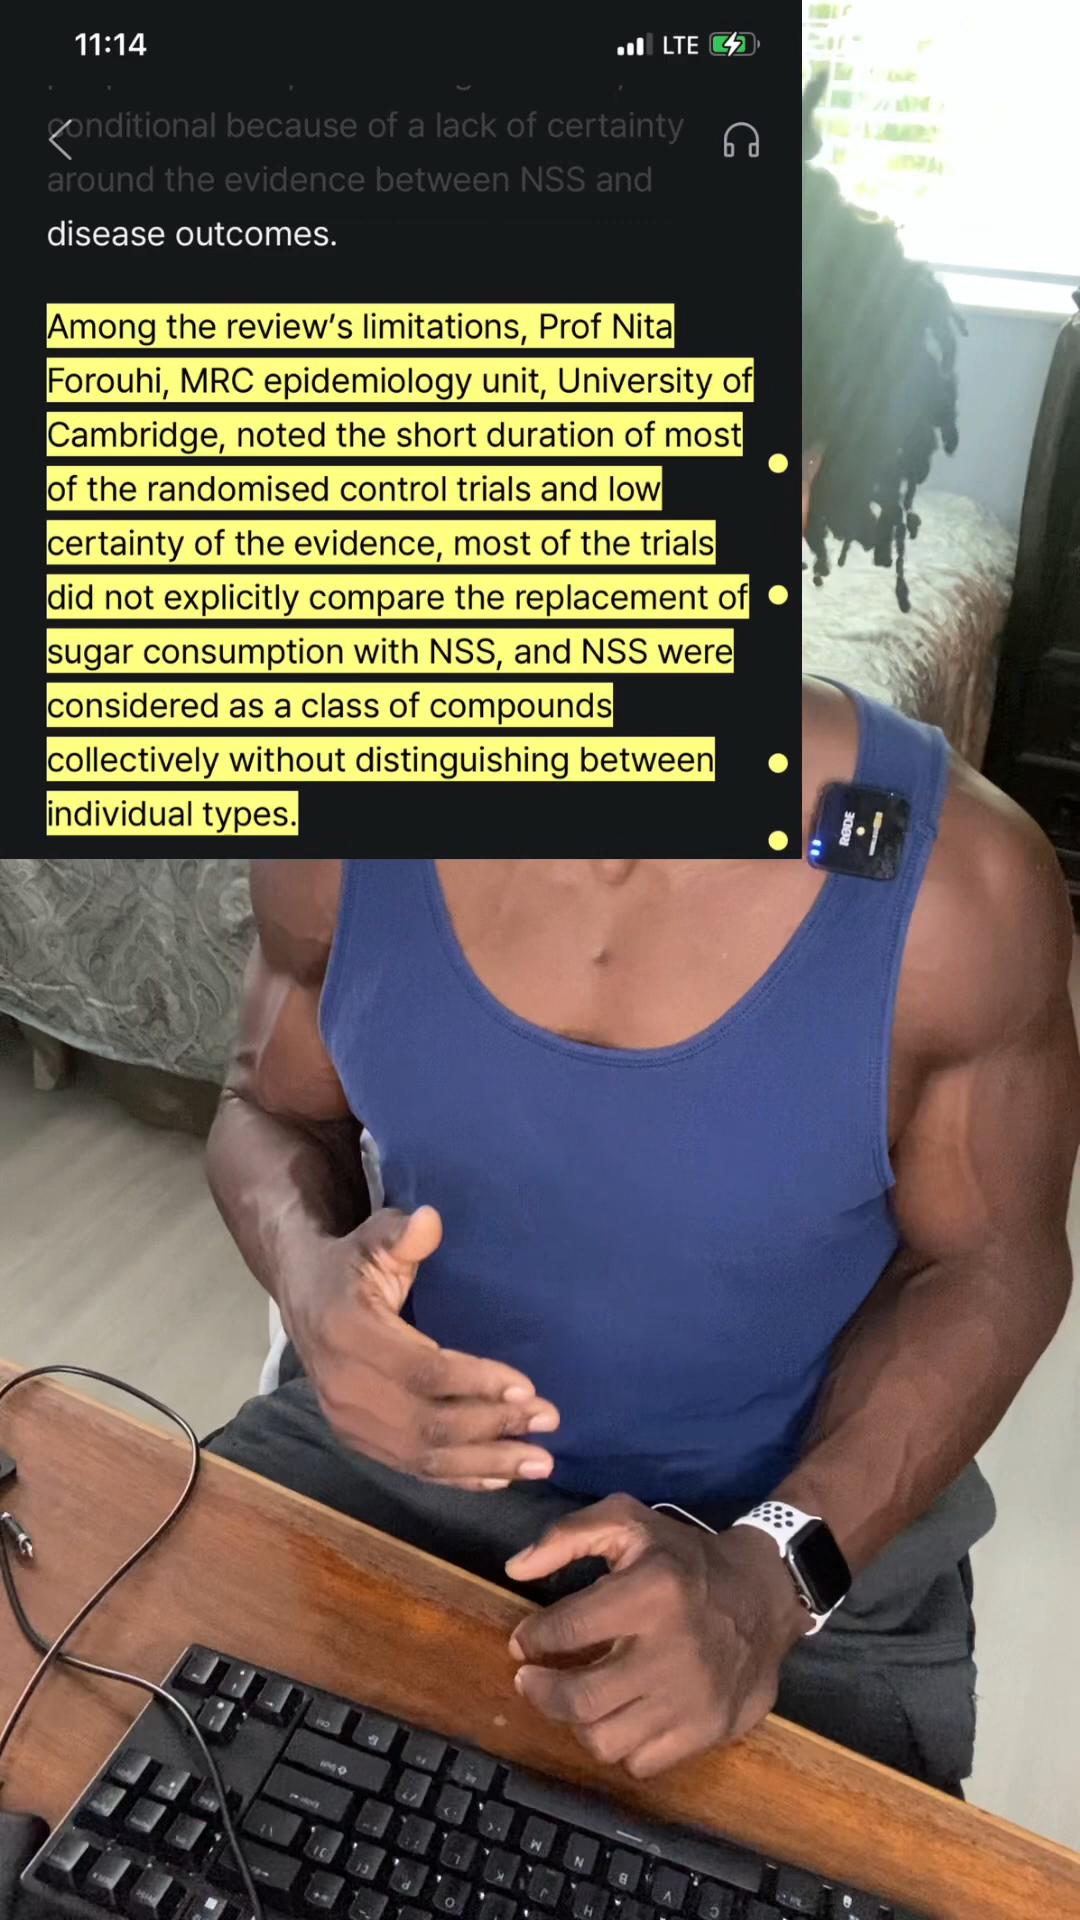 11:14
LTE
conditional because of a lack of certainty
around the evidence between NSS and
disease outcomes.
Among the review's limitations, Prof Nita
Forouhi, MRC epidemiology unit, University of
Cambridge, noted the short duration of most
of the randomised control trials and low
certainty of the evidence, most of the trials
did not explicitly compare the replacement of
sugar consumption with NSS, and NSS were
considered as a class of compounds
collectively without distinguishing between
individual types.
RØDE